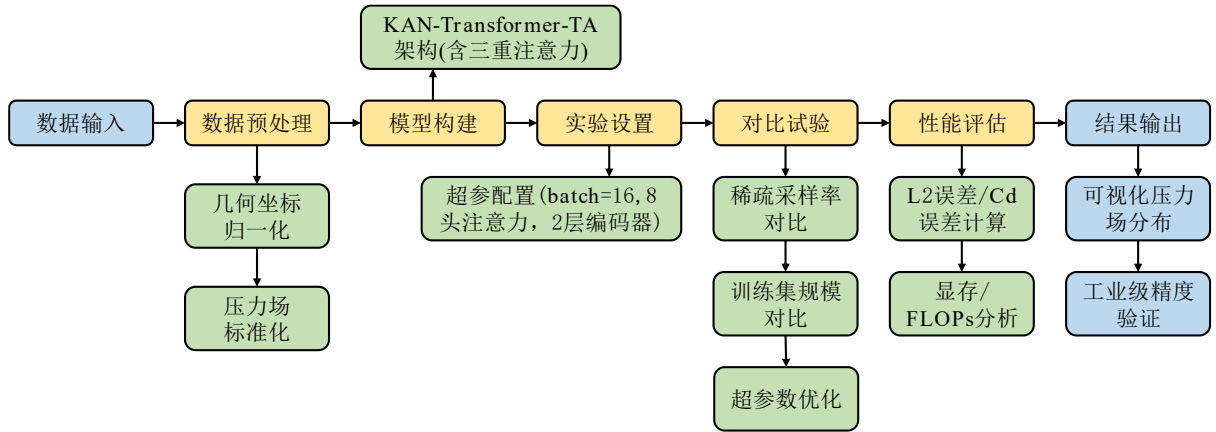 KAN-Transformer-TA
架构(含三重注意力)
数据输入
数据预处理
模型构建
实验设置
对比试验
性能评估
结果输出
几何坐标
归一化
压力场
标准化
超参配置(batch=16,8
头注意力，2层编码器)
稀疏采样率
对比
训练集规模
对比
超参数优化
L2误差/Cd
误差计算
显存/
FLOPs分析
可视化压力
场分布
工业级精度
验证